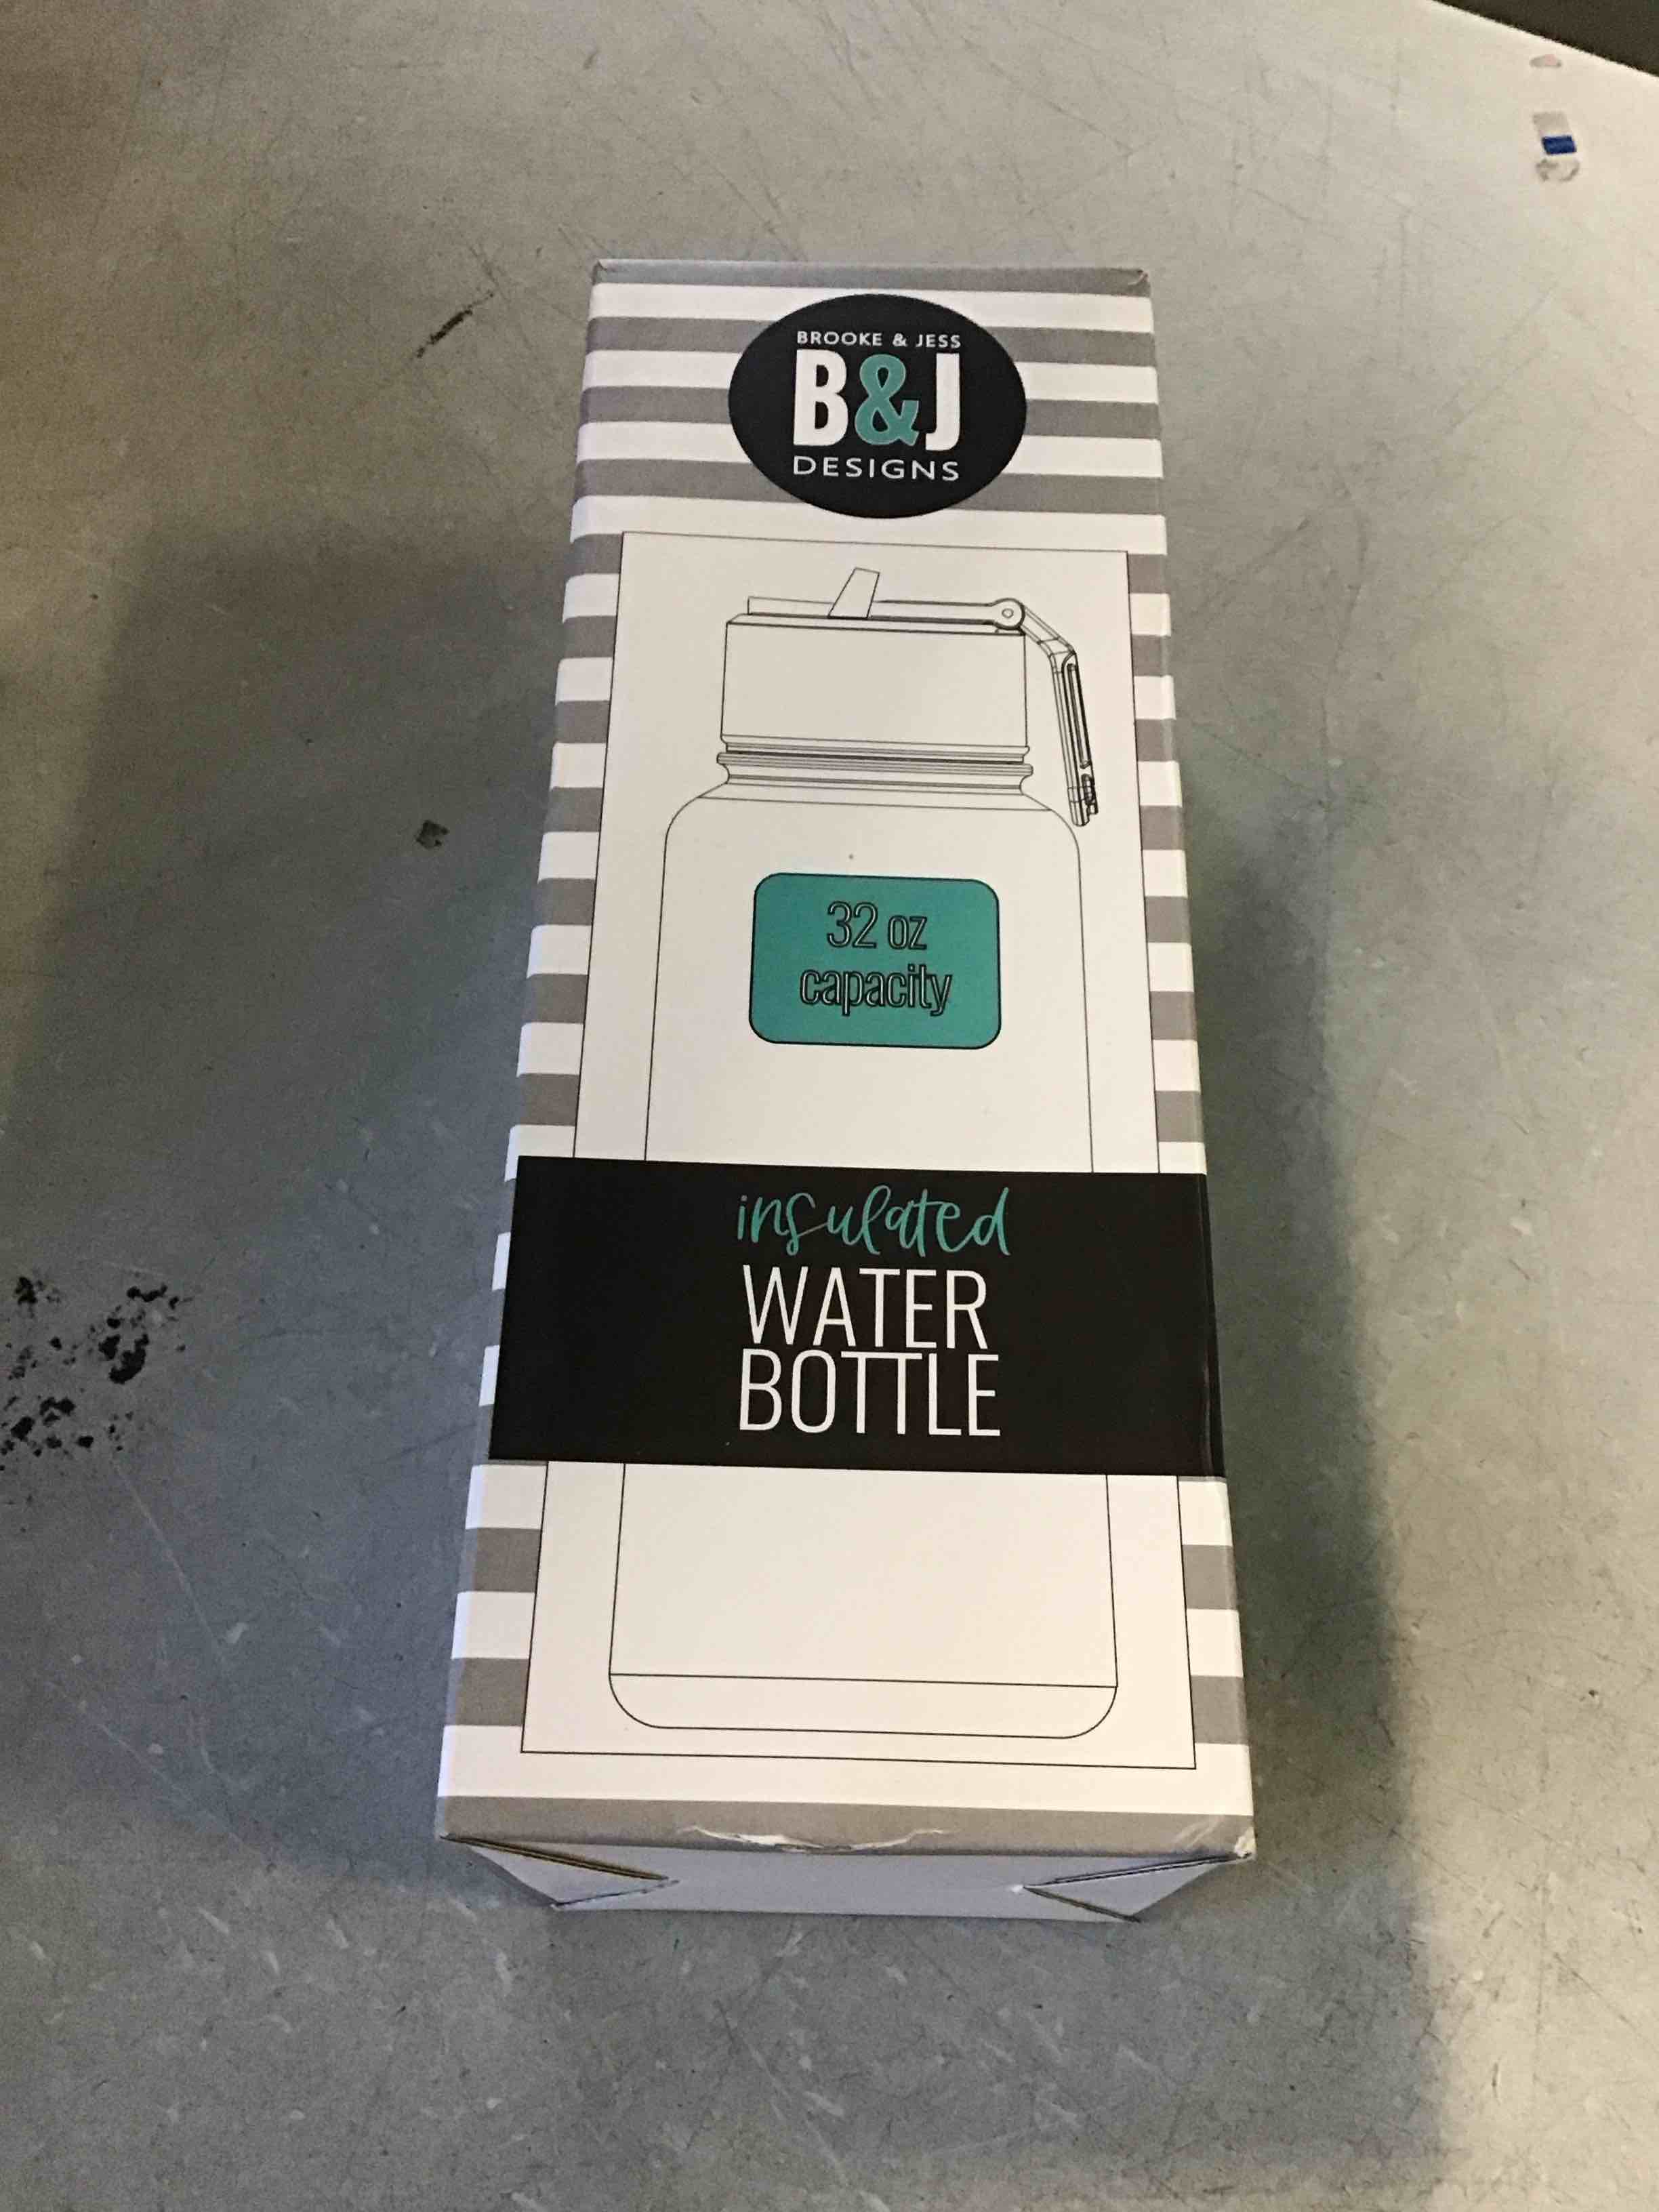 BROOKE & JESS
B&J
DESIGNS
32 oz
capacity
insulated
WATER
BOTTLE